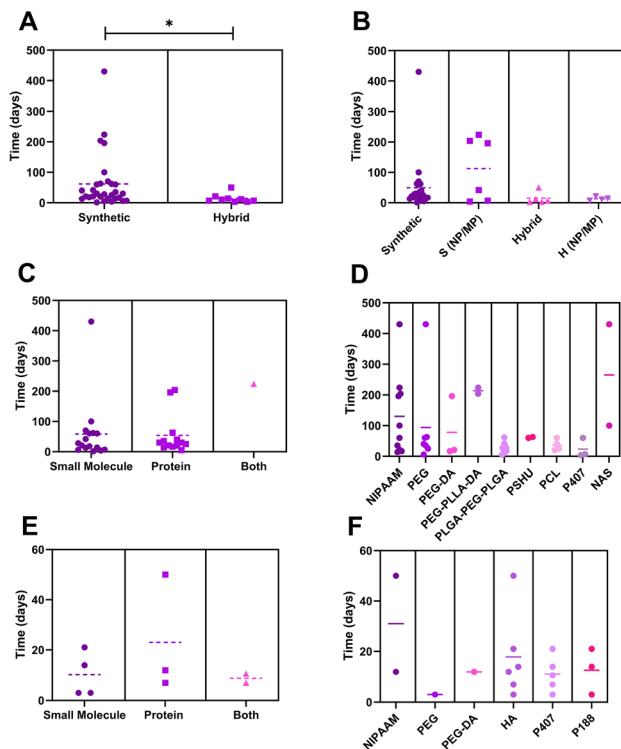 A
*
500
400
300
200
100
0
Time (days)
Synthetic
Hybrid
B
500
400
300
200
100
0
Time (days)
Synthetic
S (NP/MP)
Hybrid
H (NP/MP)
C
500
400
300
200
100
0
Time (days)
Small Molecule
Protein
Both
D
500
400
300
200
100
0
Time (days)
NIPAAM
PEG
PEG-DA
PEG-PLLA-DA
PLGA-PEG-PLGA
PSHU
PCL
P407
NAS
E
60
40
20
0
Time (days)
Small Molecule
Protein
Both
F
60
40
20
0
Time (days)
NIPAAM
PEG
PEG-DA
HA
P407
P188